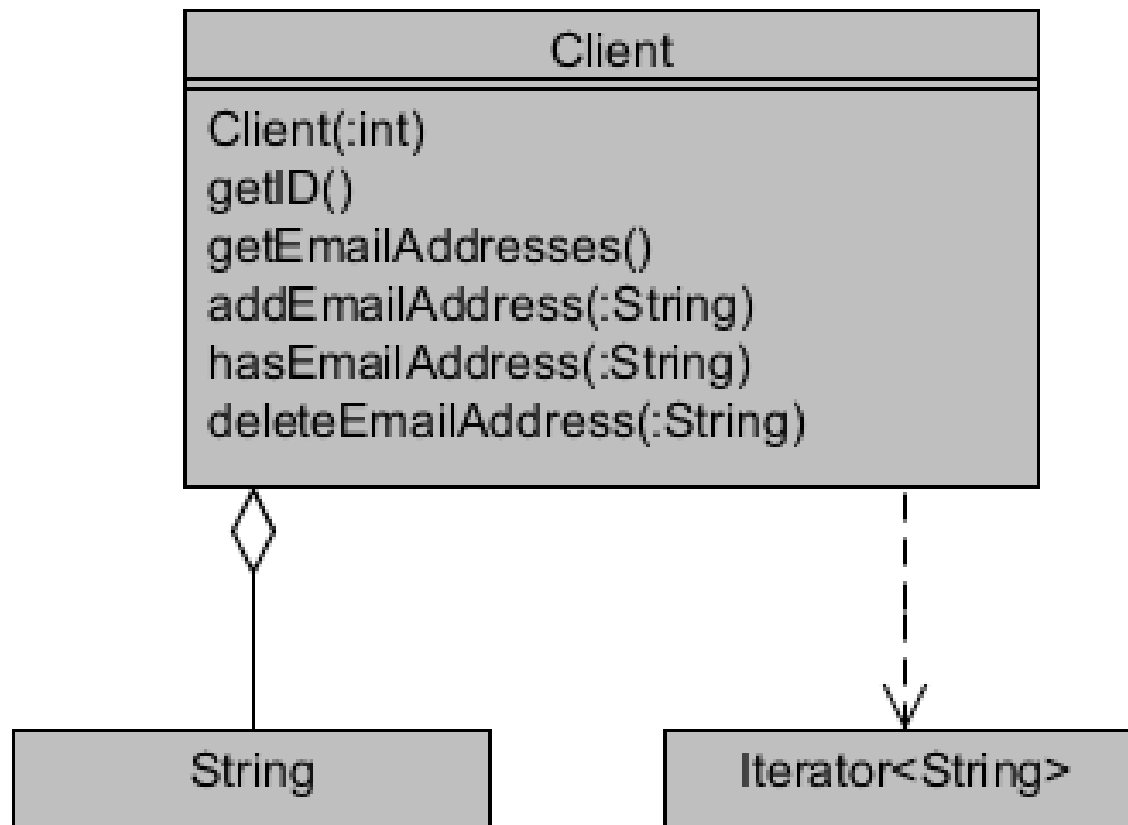 Client
Client(:int)
getID()
getEmailAddresses()
addEmailAddress(:String)
hasEmailAddress(:String)
deleteEmailAddress(:String)
String
Iterator<String>